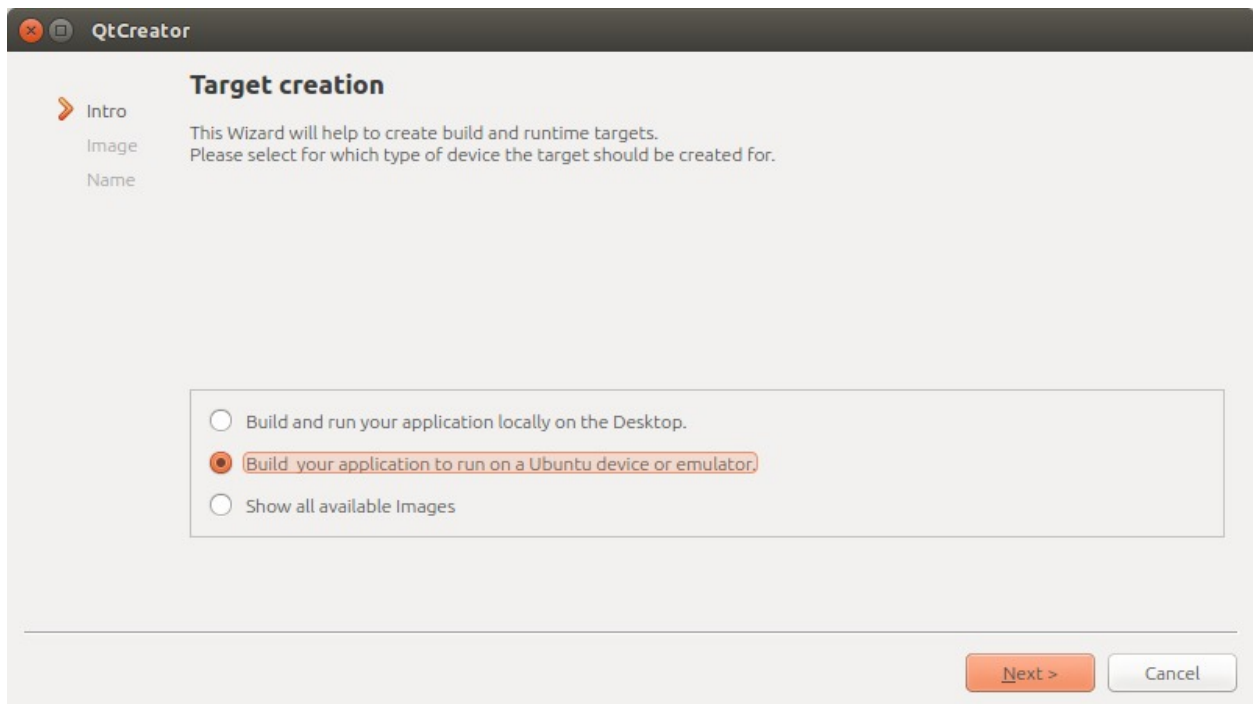 QtCreator
Intro
Image
Name
Target creation
This Wizard will help to create build and runtime targets.
Please select for which type of device the target should be created for.
Build and run your application locally on the Desktop.
Build  your application to run on a Ubuntu device or emulator.
Show all available Images
Next >
Cancel